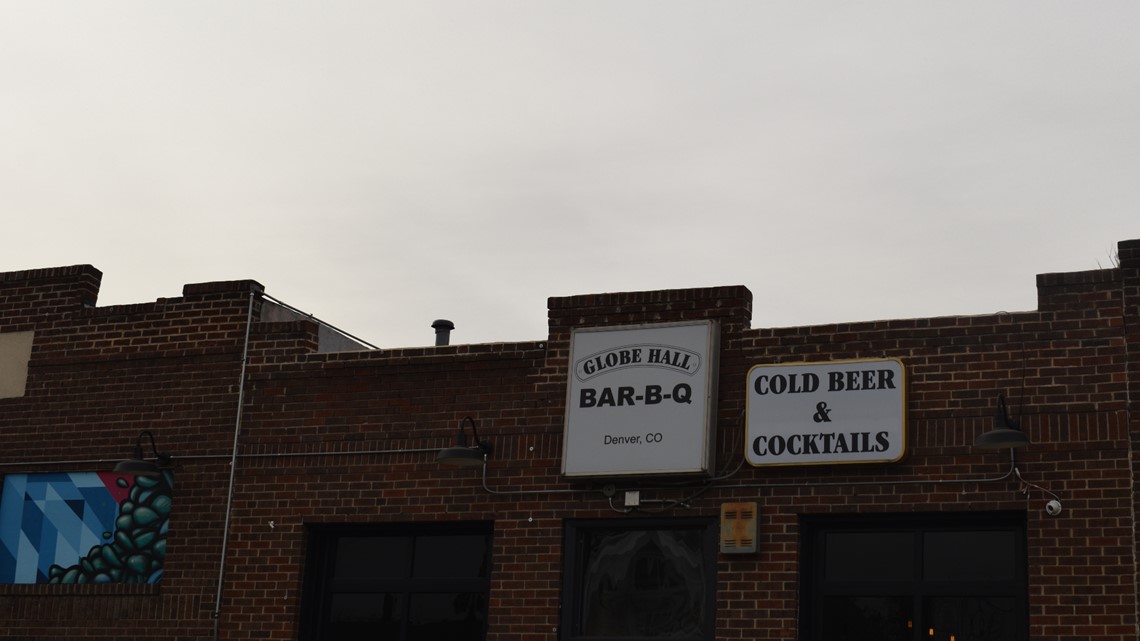 GLOBE HALL
BAR-B-Q
Denver, CO
COLD BEER
&
COCKTAILS